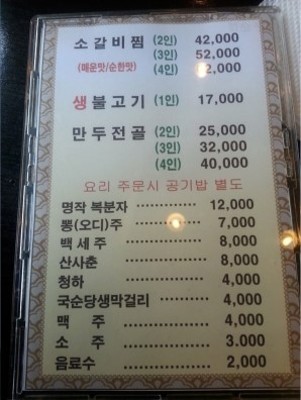 소갈비찜 (2인) 42,000
(매운맛/순한맛) (3인) 52,000
(4인) 2,000
생불고기 (1인) 17,000
만두전골 (2인) 25,000
(3인) 32,000
(4인) 40,000
요리 주문시 공기밥 별도
명작 복분자 ············ 12,000
뽕(오디)주 ············ 7,000
백세주 ············ 8,000
산사춘 ············ 8,000
청하 ············ 4,000
국순당생막걸리 ········ 4,000
맥 주 ············ 4,000
소 주 ············ 3.000
음료수 ············ 2,000